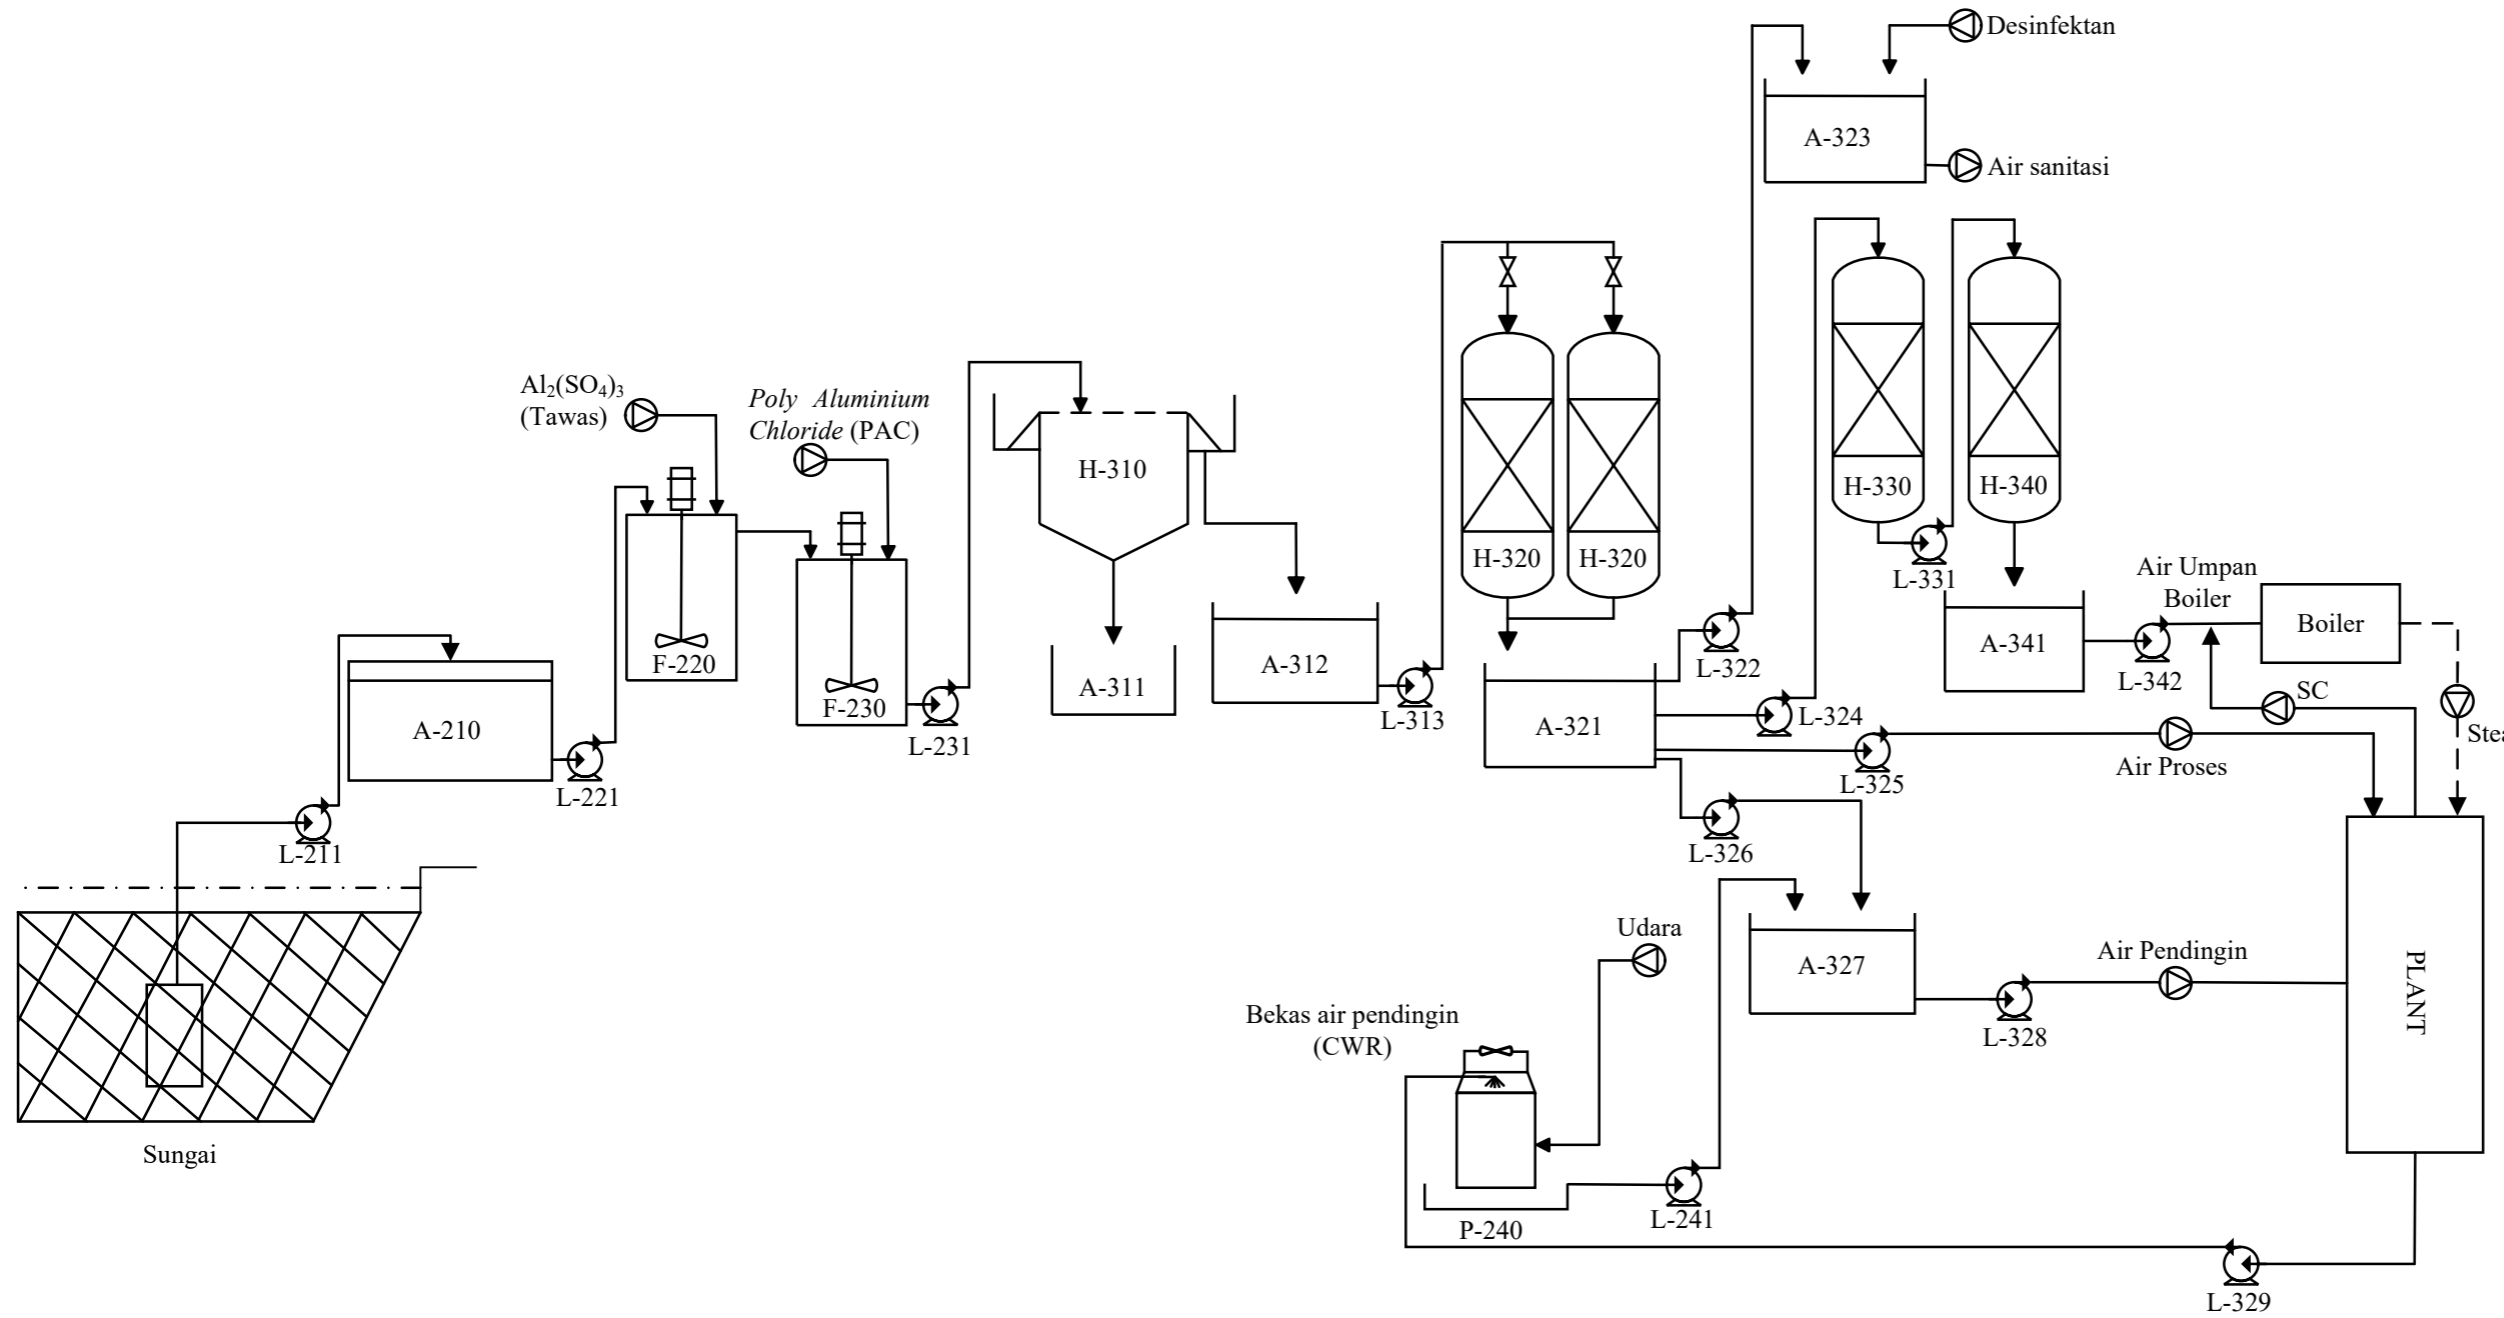 Desinfektan
A-323
Air sanitasi
Al₂(SO₄)₃
(Tawas)
Poly Aluminium
Chloride (PAC)
H-310
H-330
H-340
H-320
H-320
L-331
Air Umpan
Boiler
Boiler
F-220
F-230
A-311
A-312
L-313
L-322
A-341
L-342
SC
A-210
L-221
L-231
A-321
L-324
L-325
Air Proses
L-211
L-326
Udara
A-327
Air Pendingin
L-328
PLANT
Bekas air pendingin
(CWR)
Sungai
P-240
L-241
L-329